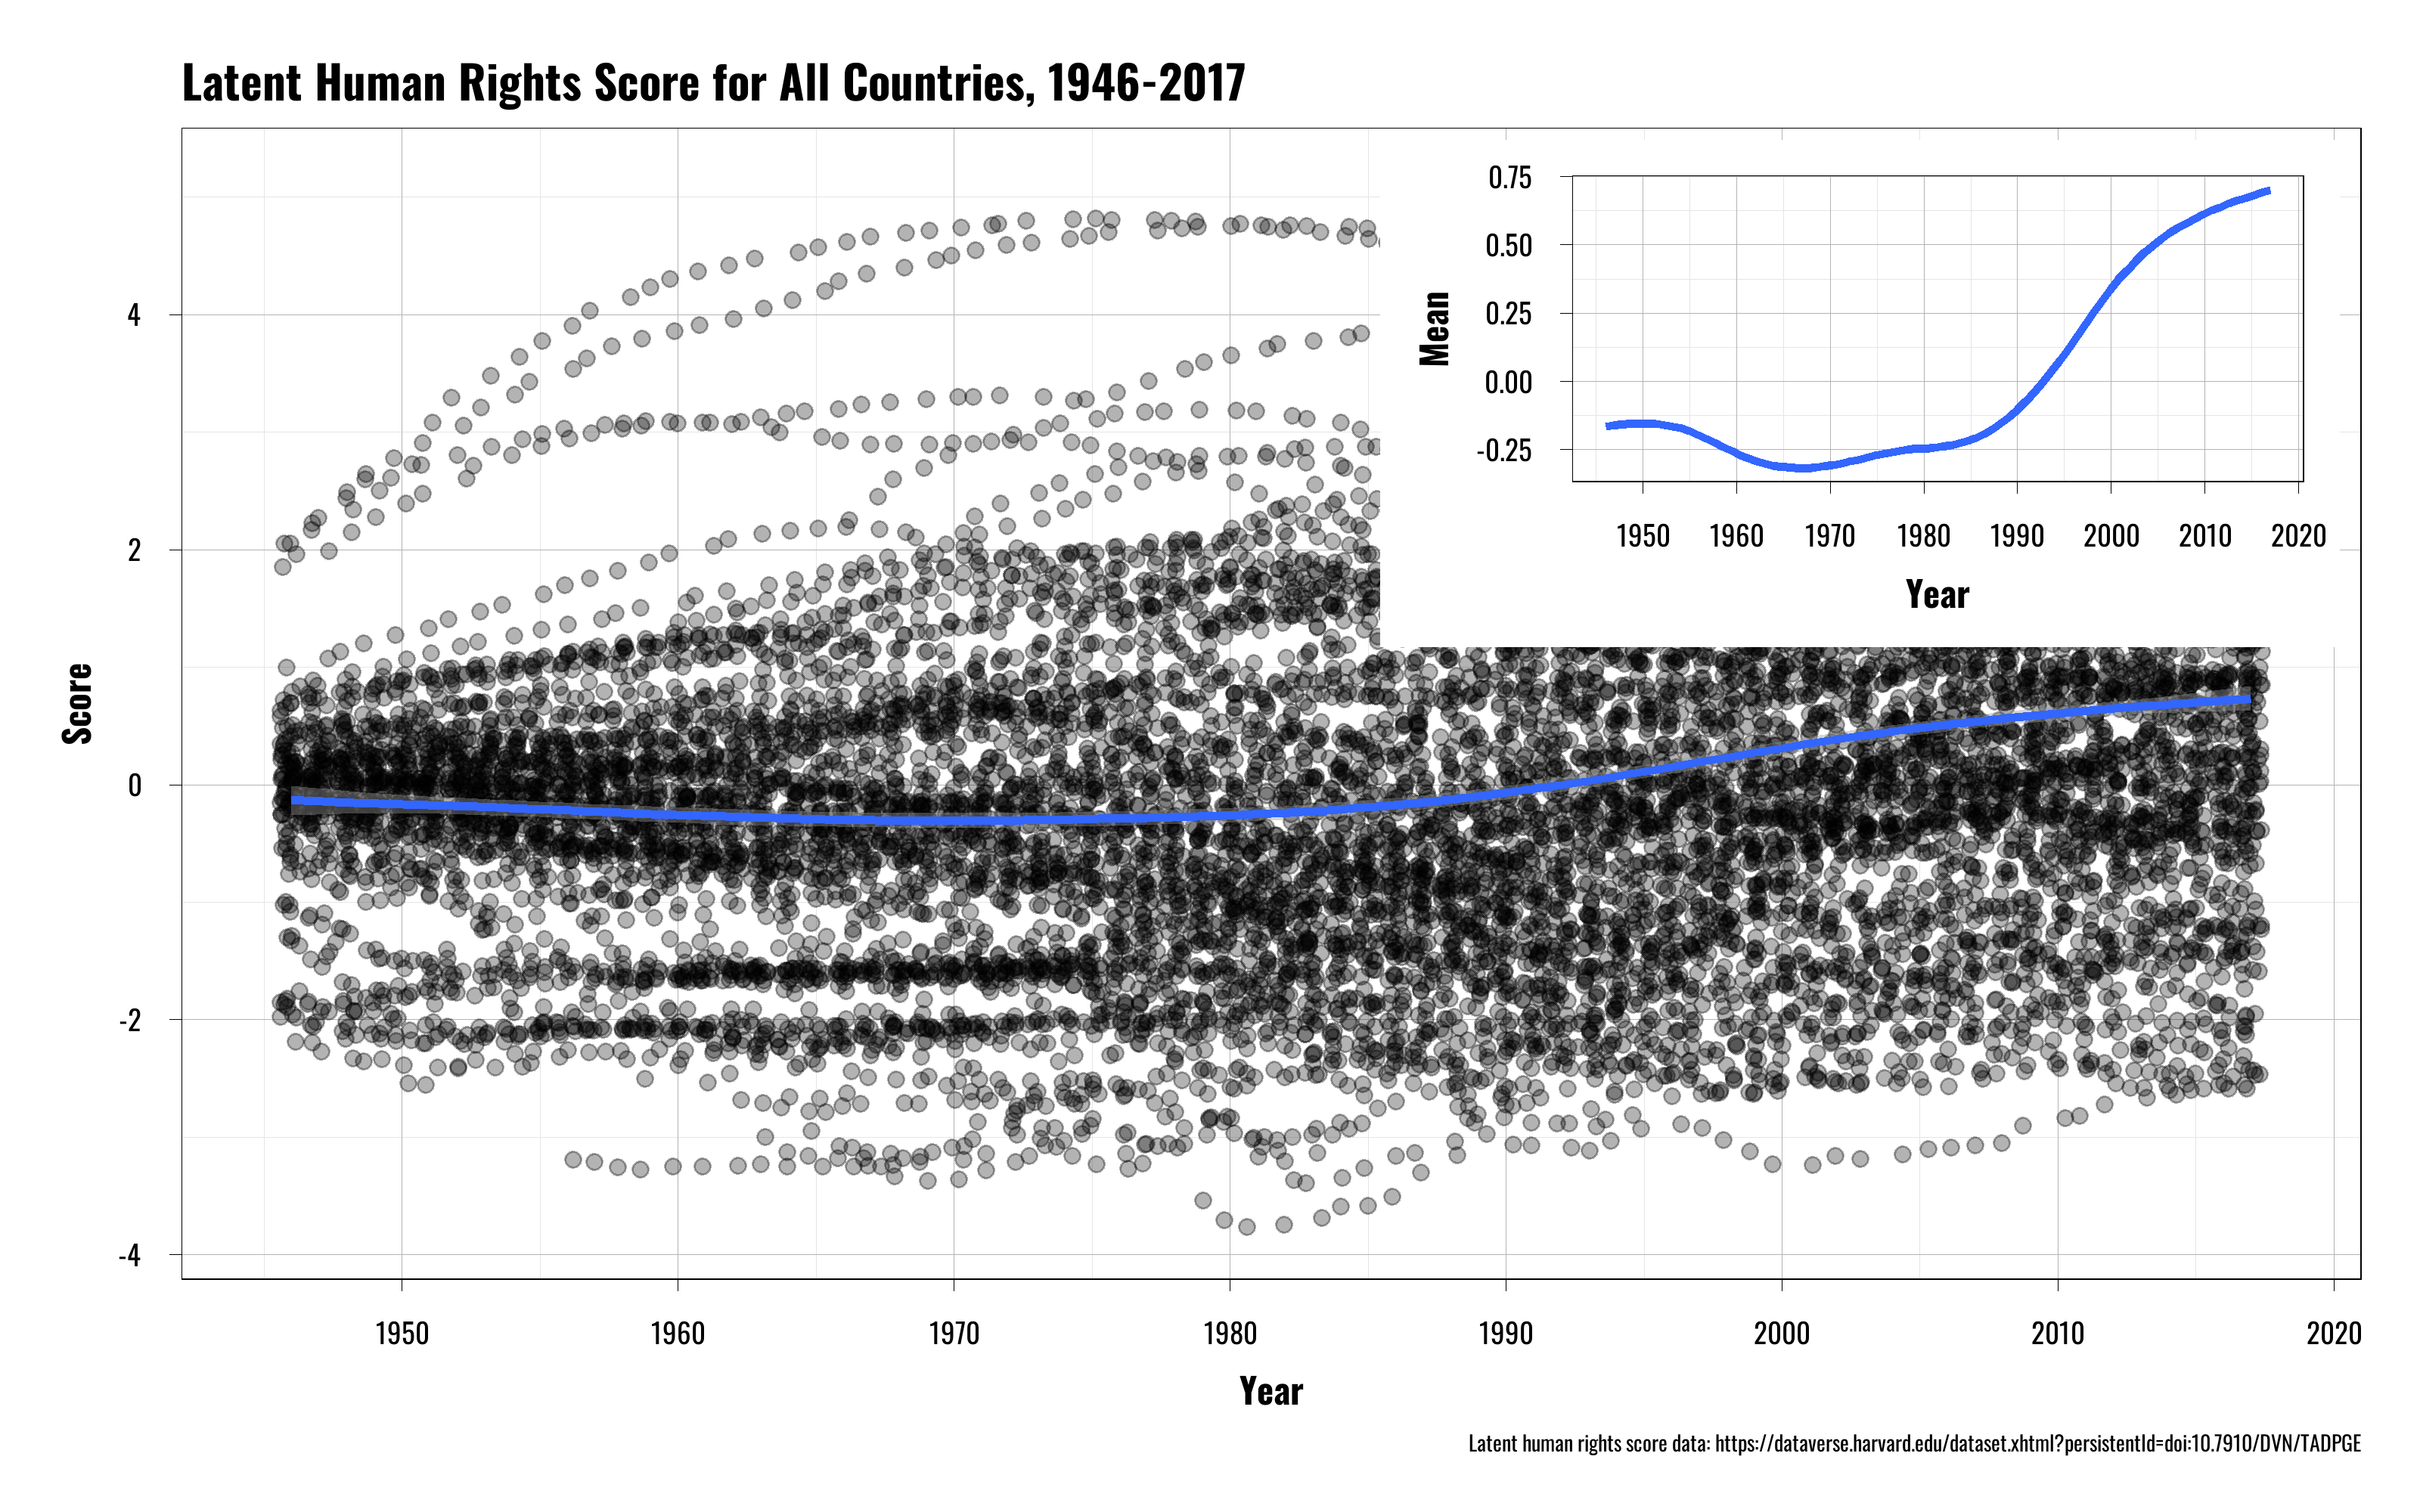 Latent Human Rights Score for All Countries, 1946-2017
0.75
0.50
0.25
0.00
-0.25
Mean
1950 1960 1970 1980 1990 2000 2010 2020
Year
4
2
0
-2
-4
Score
1950 1960 1970 1980 1990 2000 2010 2020
Year
Latent human rights score data: https://dataverse.harvard.edu/dataset.xhtml?persistentId=doi:10.7910/DVN/TADPGE